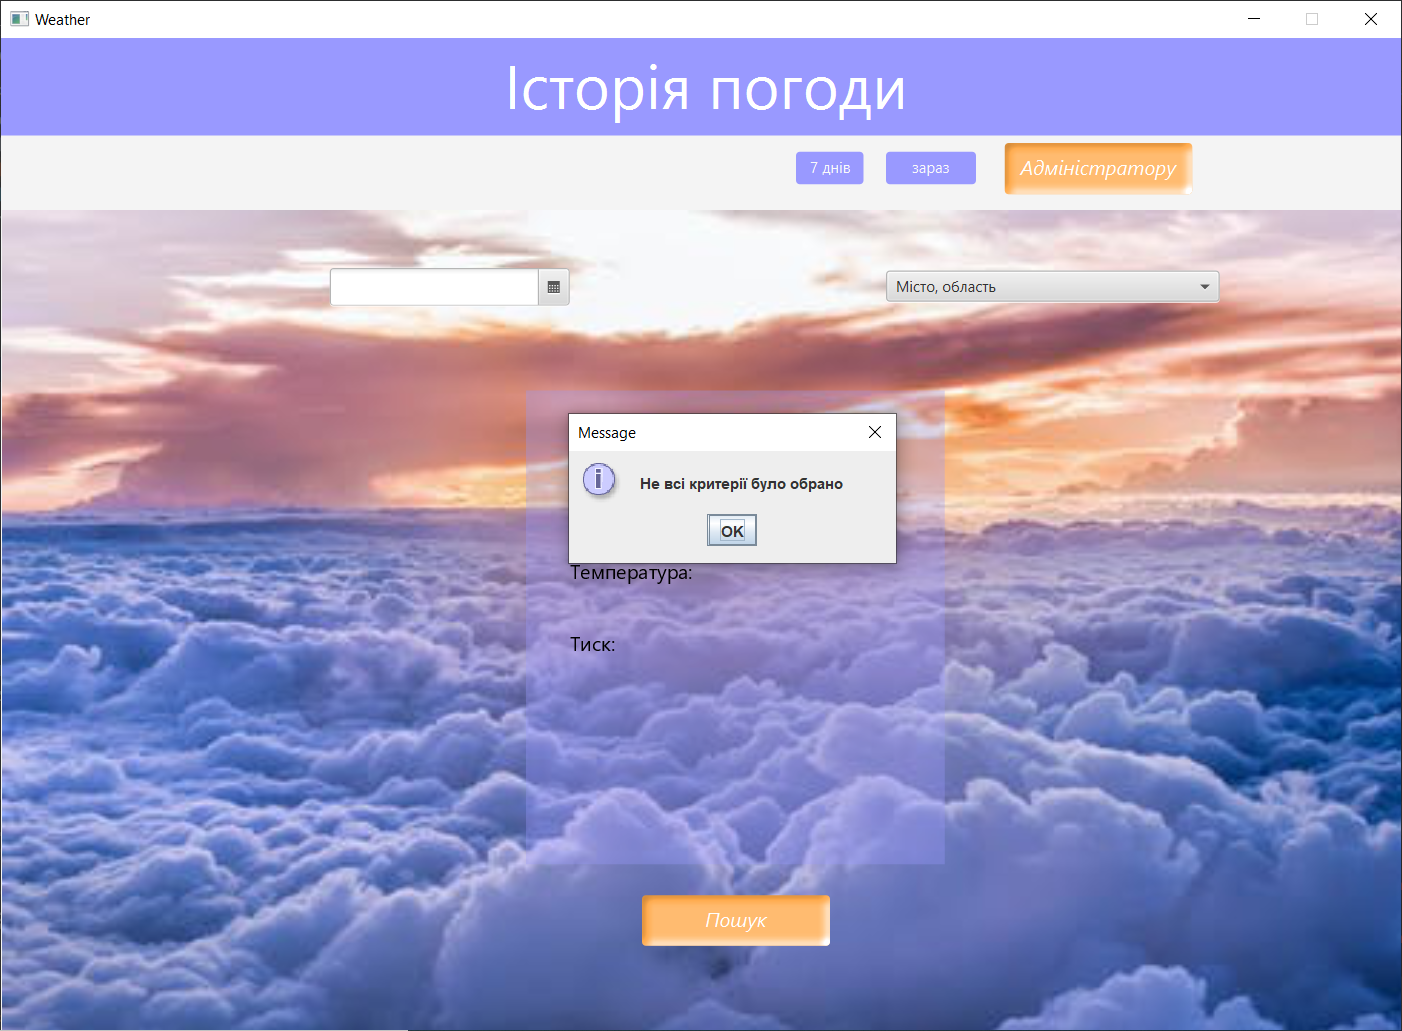 Weather
Історія погоди
7 днів
зараз
Адміністратору
Місто, область
Message
Не всі критерії було обрано
OK
Температура:
Тиск:
Пошук